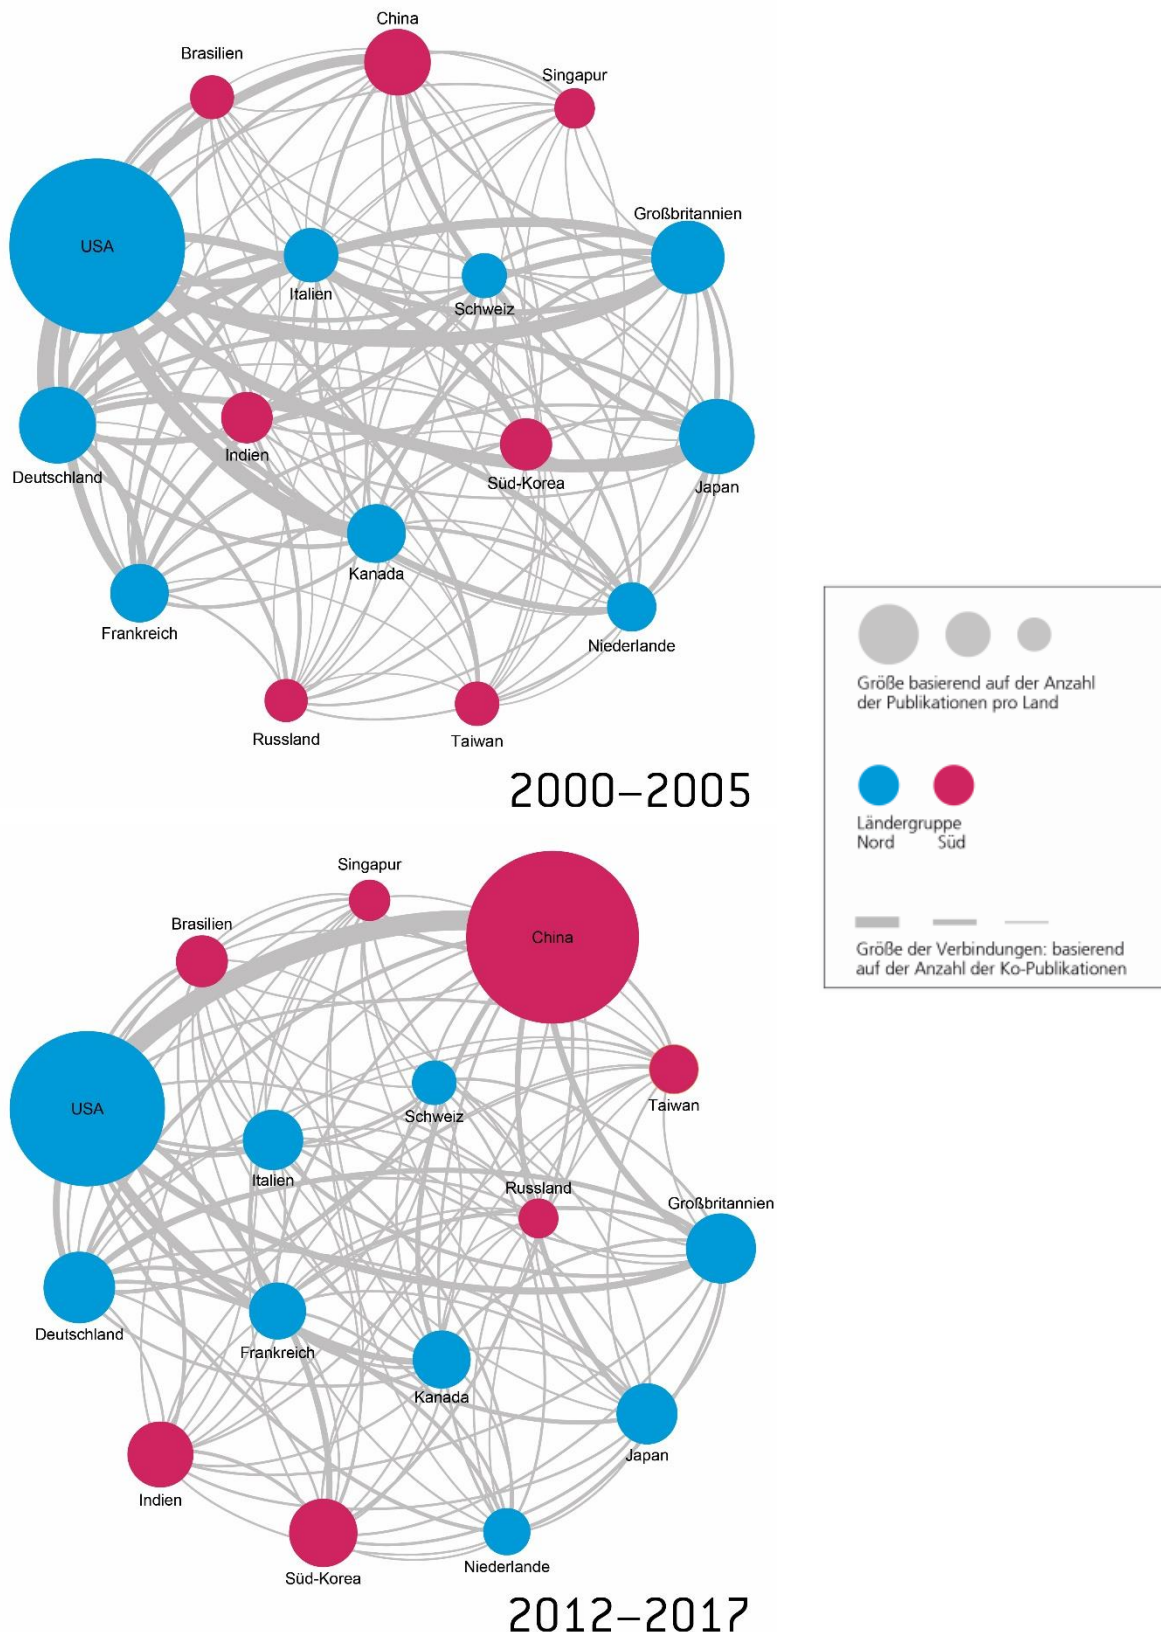 China
Brasilien
Singapur
Großbritannien
USA
Italien
Schweiz
Indien
Süd-Korea
Deutschland
Japan
Kanada
Frankreich
Niederlande
Russland
Taiwan
2000–2005
Größe basierend auf der Anzahl
der Publikationen pro Land
Ländergruppe
Nord Süd
Größe der Verbindungen: basierend
auf der Anzahl der Ko-Publikationen
Singapur
Brasilien
China
Taiwan
USA
Schweiz
Italien
Russland
Großbritannien
Deutschland
Frankreich
Kanada
Japan
Indien
Niederlande
Süd-Korea
2012–2017